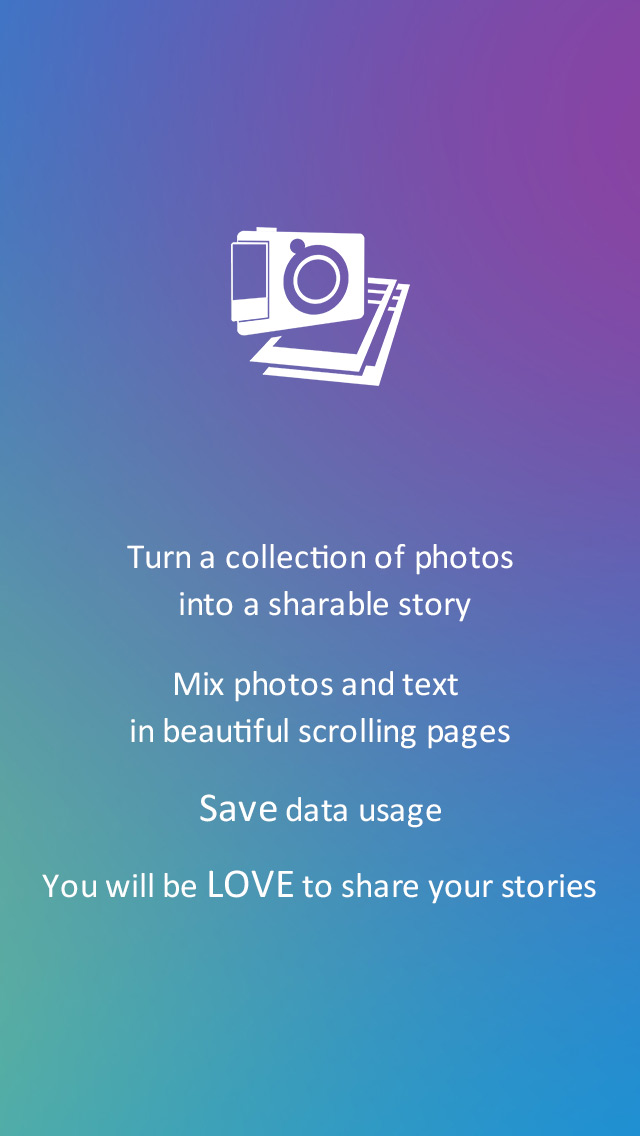 Turn a collection of photos
into a sharable story
Mix photos and text
in beautiful scrolling pages
Save data usage
You will be LOVE to share your stories